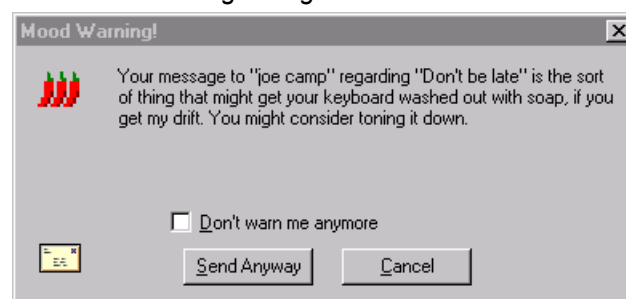 Mood Warning!
Your message to "joe camp" regarding "Don't be late" is the sort
of thing that might get your keyboard washed out with soap, if you
get my drift. You might consider toning it down.
Don't warn me anymore
Send Anyway
Cancel